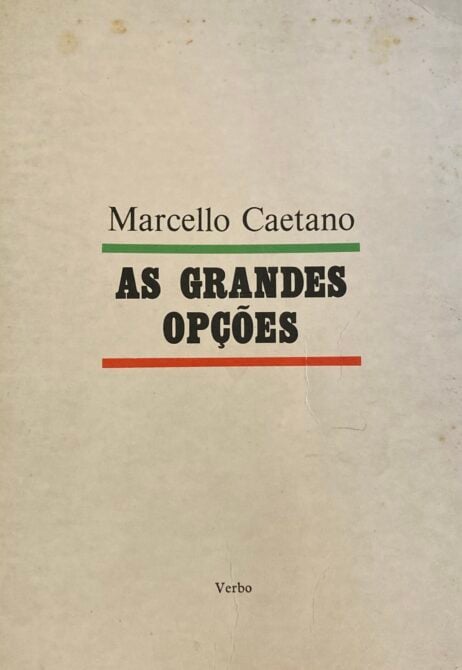 Marcello Caetano
AS GRANDES
OPÇÕES
Verbo